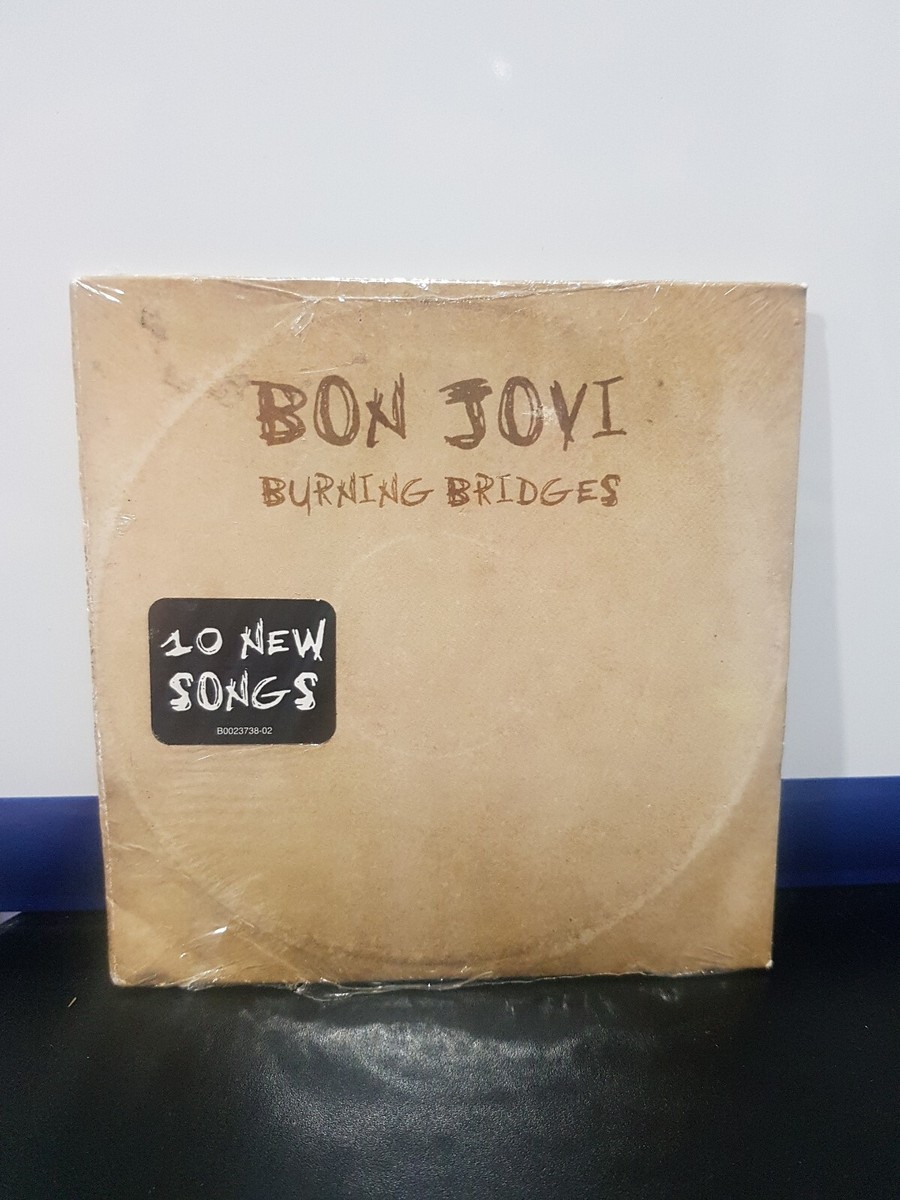 BON JOVI
BURNING BRIDGES
10 NEW
SONGS
B0023738-02